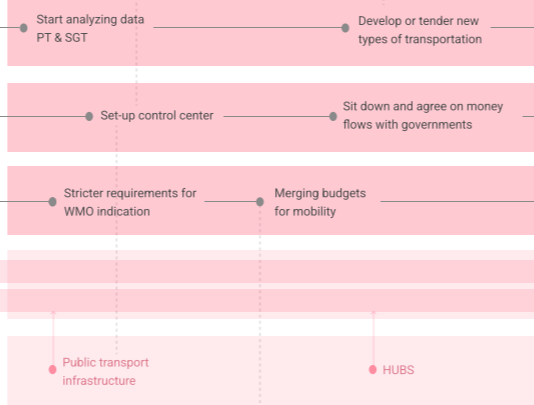 Start analyzing data
PT & SGT
Develop or tender new
types of transportation
Set-up control center
Sit down and agree on money
flows with governments
Stricter requirements for
WMO indication
Merging budgets
for mobility
Public transport
infrastructure
HUBS